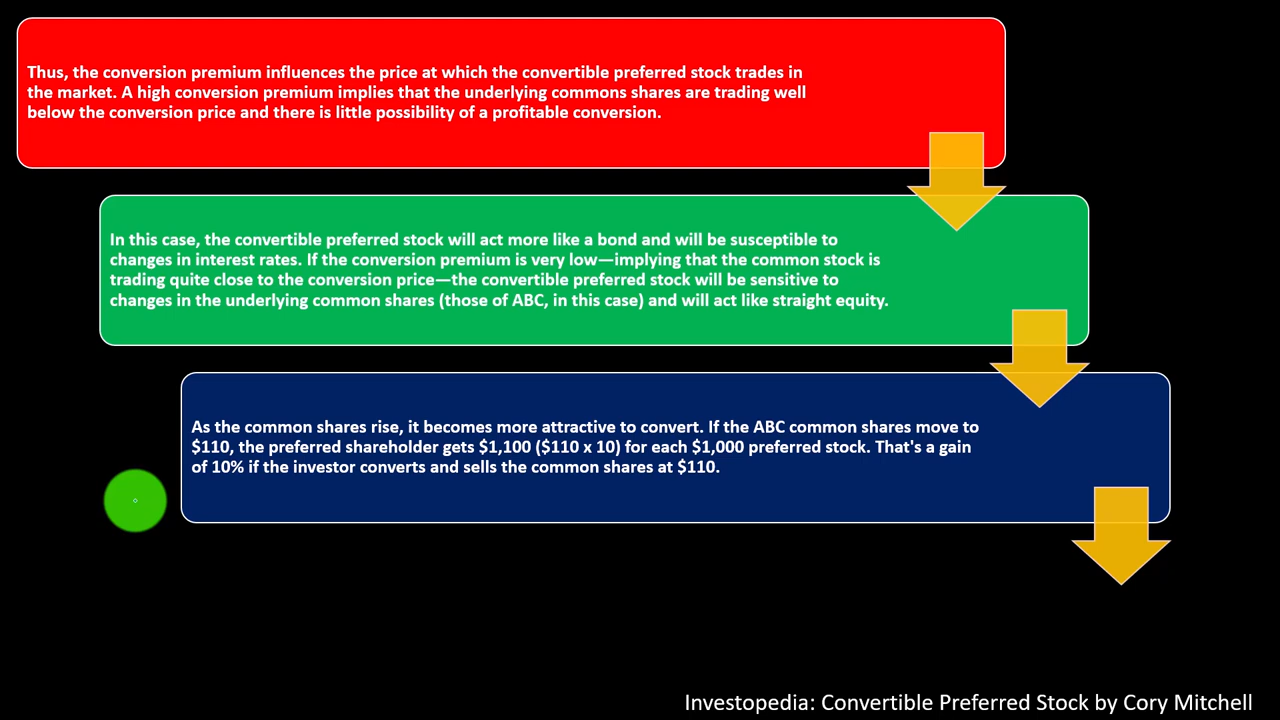 Thus, the conversion premium influences the price at which the convertible preferred stock trades in
the market. A high conversion premium implies that the underlying commons shares are trading well
below the conversion price and there is little possibility of a profitable conversion.
In this case, the convertible preferred stock will act more like a bond and will be susceptible to
changes in interest rates. If the conversion premium is very low—implying that the common stock is
trading quite close to the conversion price—the convertible preferred stock will be sensitive to
changes in the underlying common shares (those of ABC, in this case) and will act like straight equity.
As the common shares rise, it becomes more attractive to convert. If the ABC common shares move to
$110, the preferred shareholder gets $1,100 ($110 x 10) for each $1,000 preferred stock. That's a gain
of 10% if the investor converts and sells the common shares at $110.
Investopedia: Convertible Preferred Stock by Cory Mitchell